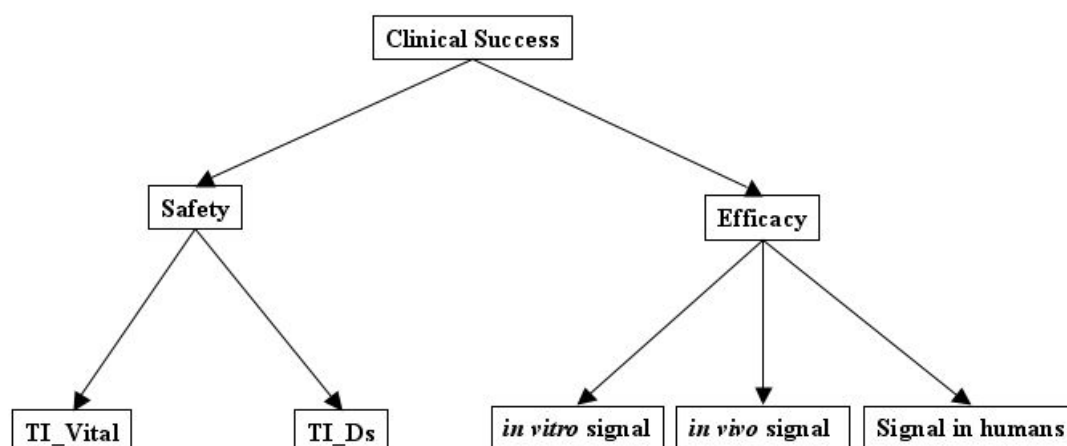 Clinical Success
Safety
Efficacy
TI_Vital
TI_Ds
in vitro signal
in vivo signal
Signal in humans